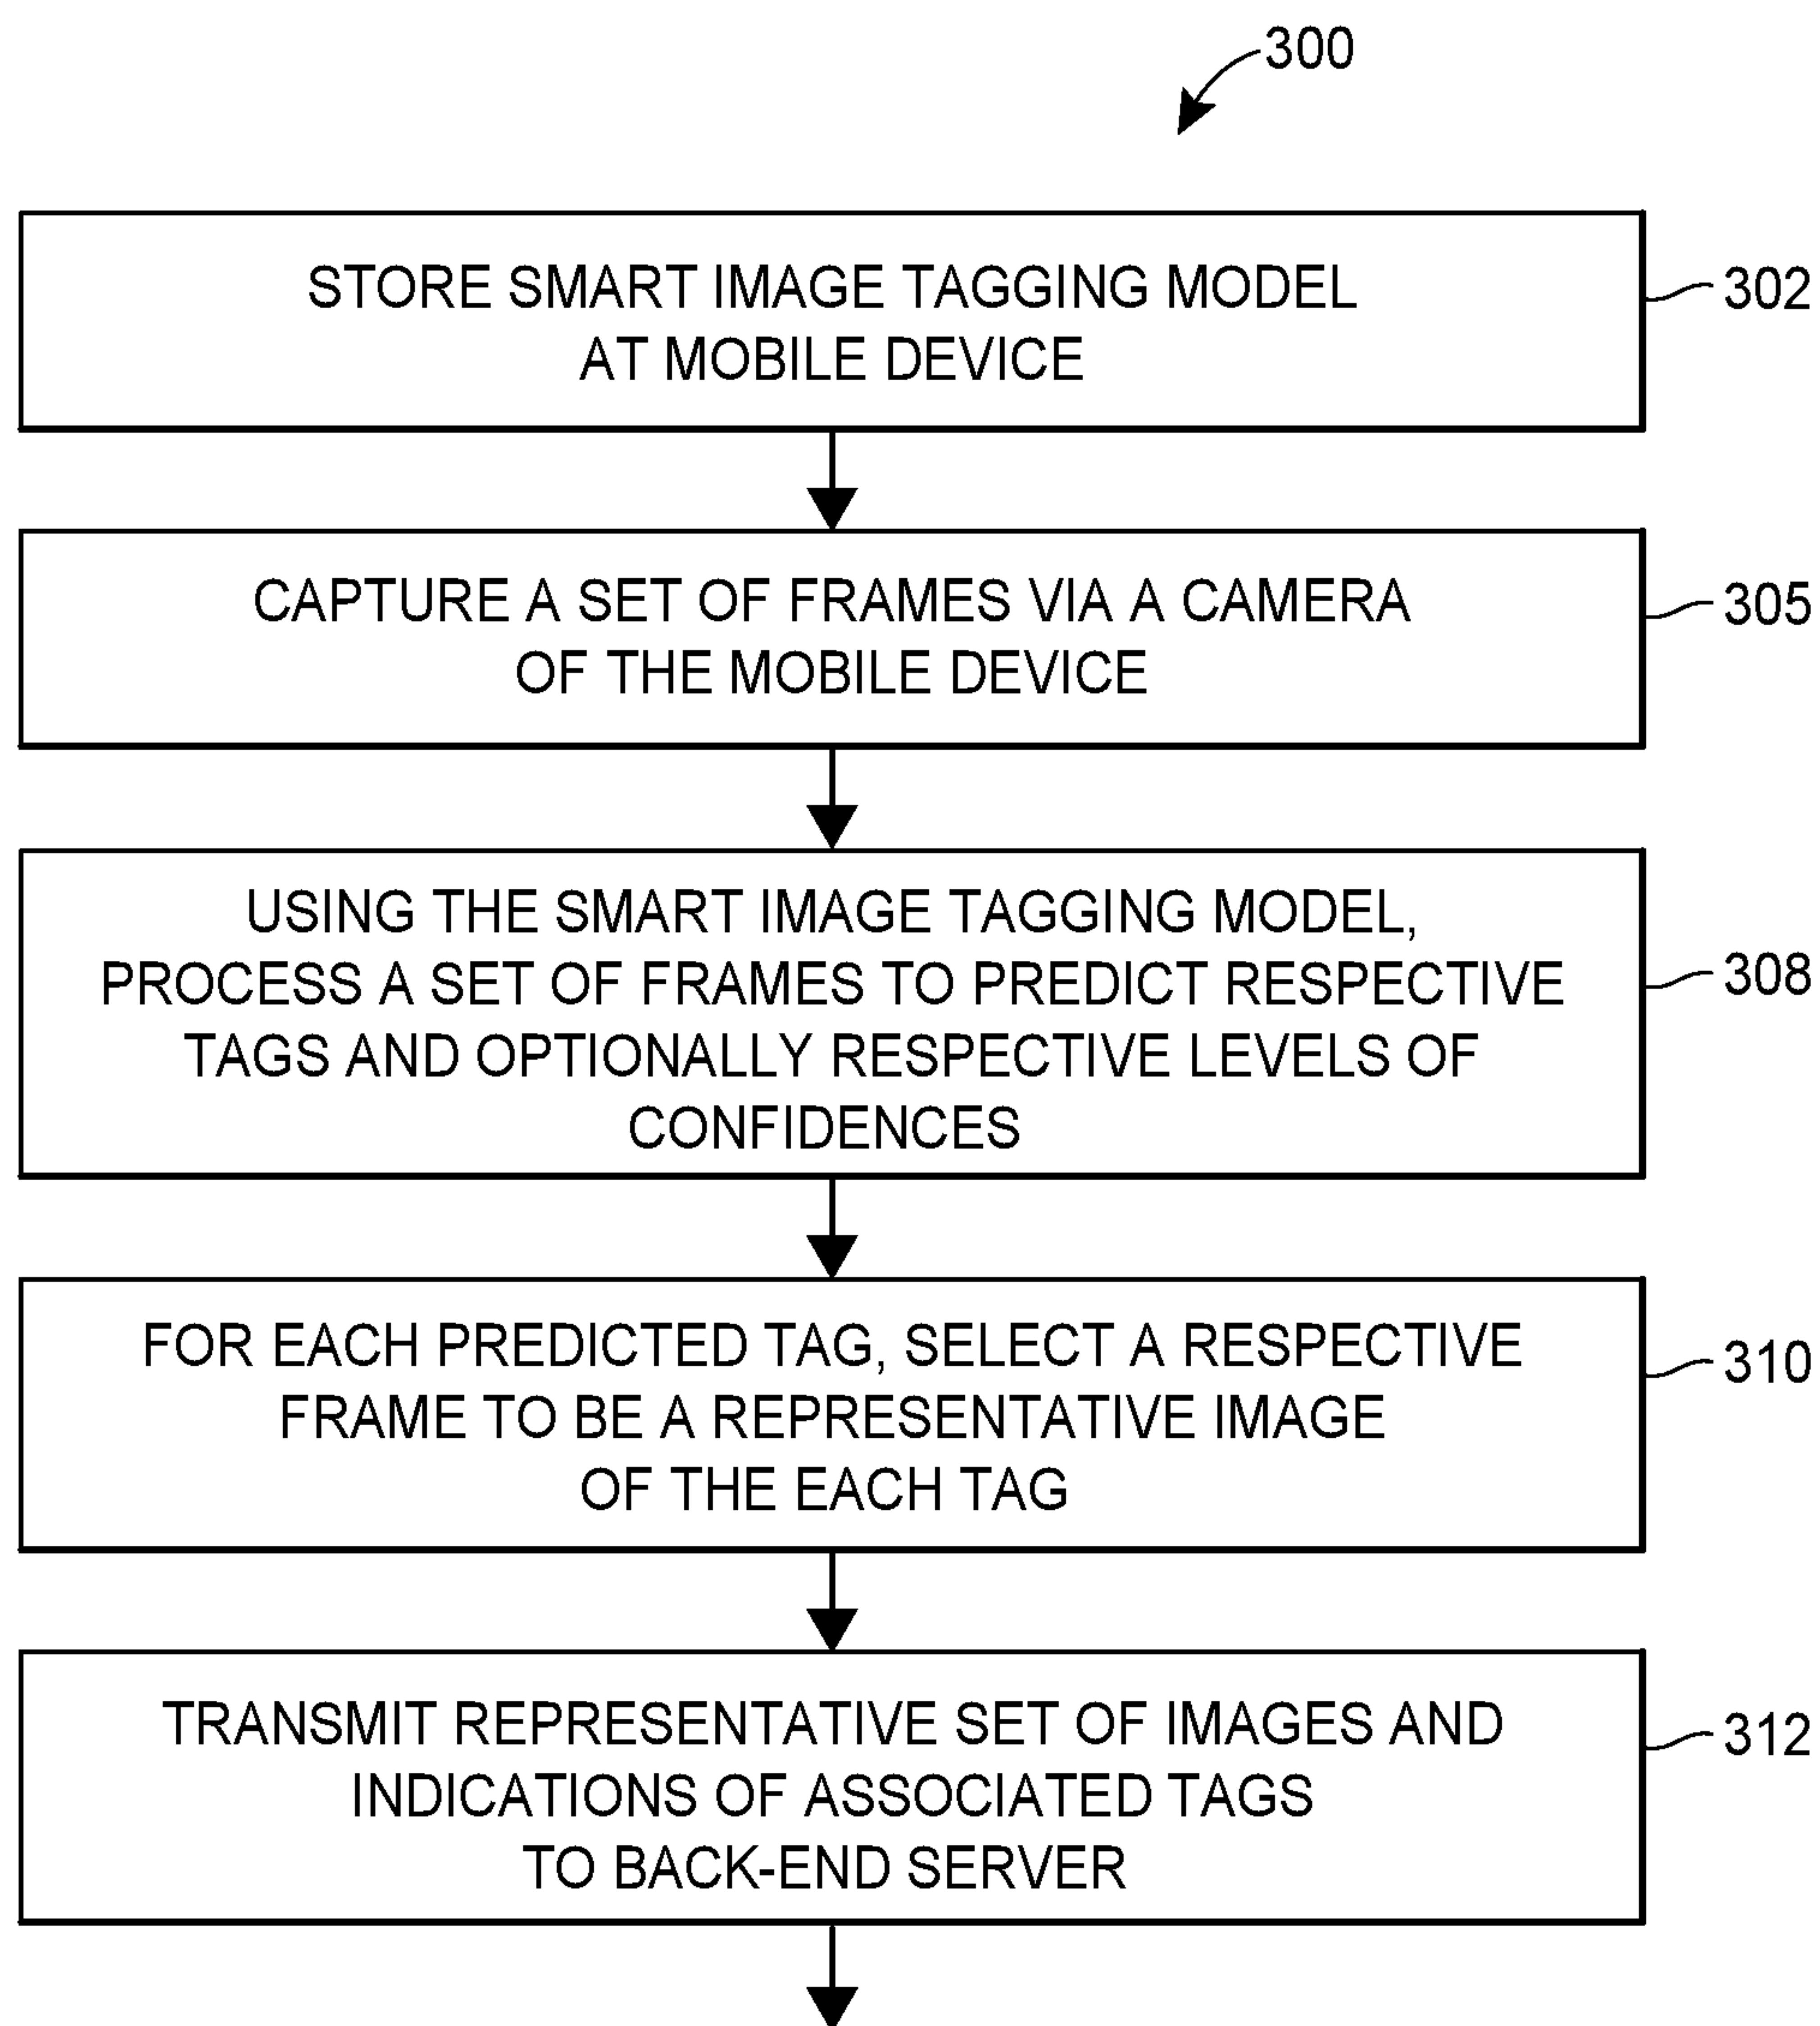 300
STORE SMART IMAGE TAGGING MODEL
AT MOBILE DEVICE
302
CAPTURE A SET OF FRAMES VIA A CAMERA
OF THE MOBILE DEVICE
305
USING THE SMART IMAGE TAGGING MODEL,
PROCESS A SET OF FRAMES TO PREDICT RESPECTIVE
TAGS AND OPTIONALLY RESPECTIVE LEVELS OF
CONFIDENCES
308
FOR EACH PREDICTED TAG, SELECT A RESPECTIVE
FRAME TO BE A REPRESENTATIVE IMAGE
OF THE EACH TAG
310
TRANSMIT REPRESENTATIVE SET OF IMAGES AND
INDICATIONS OF ASSOCIATED TAGS
TO BACK-END SERVER
312